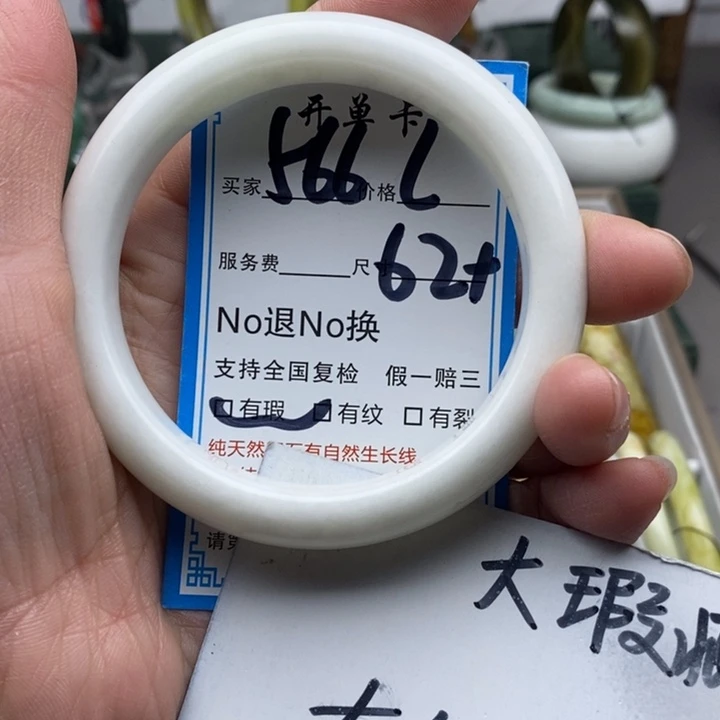 开单卡
买家 H66 价格 L
服务费 尺寸 62+
No退No换
支持全国复检 假一赔三
□有瑕 □有纹 □有裂
纯天然 有自然生长线
请
大瑕